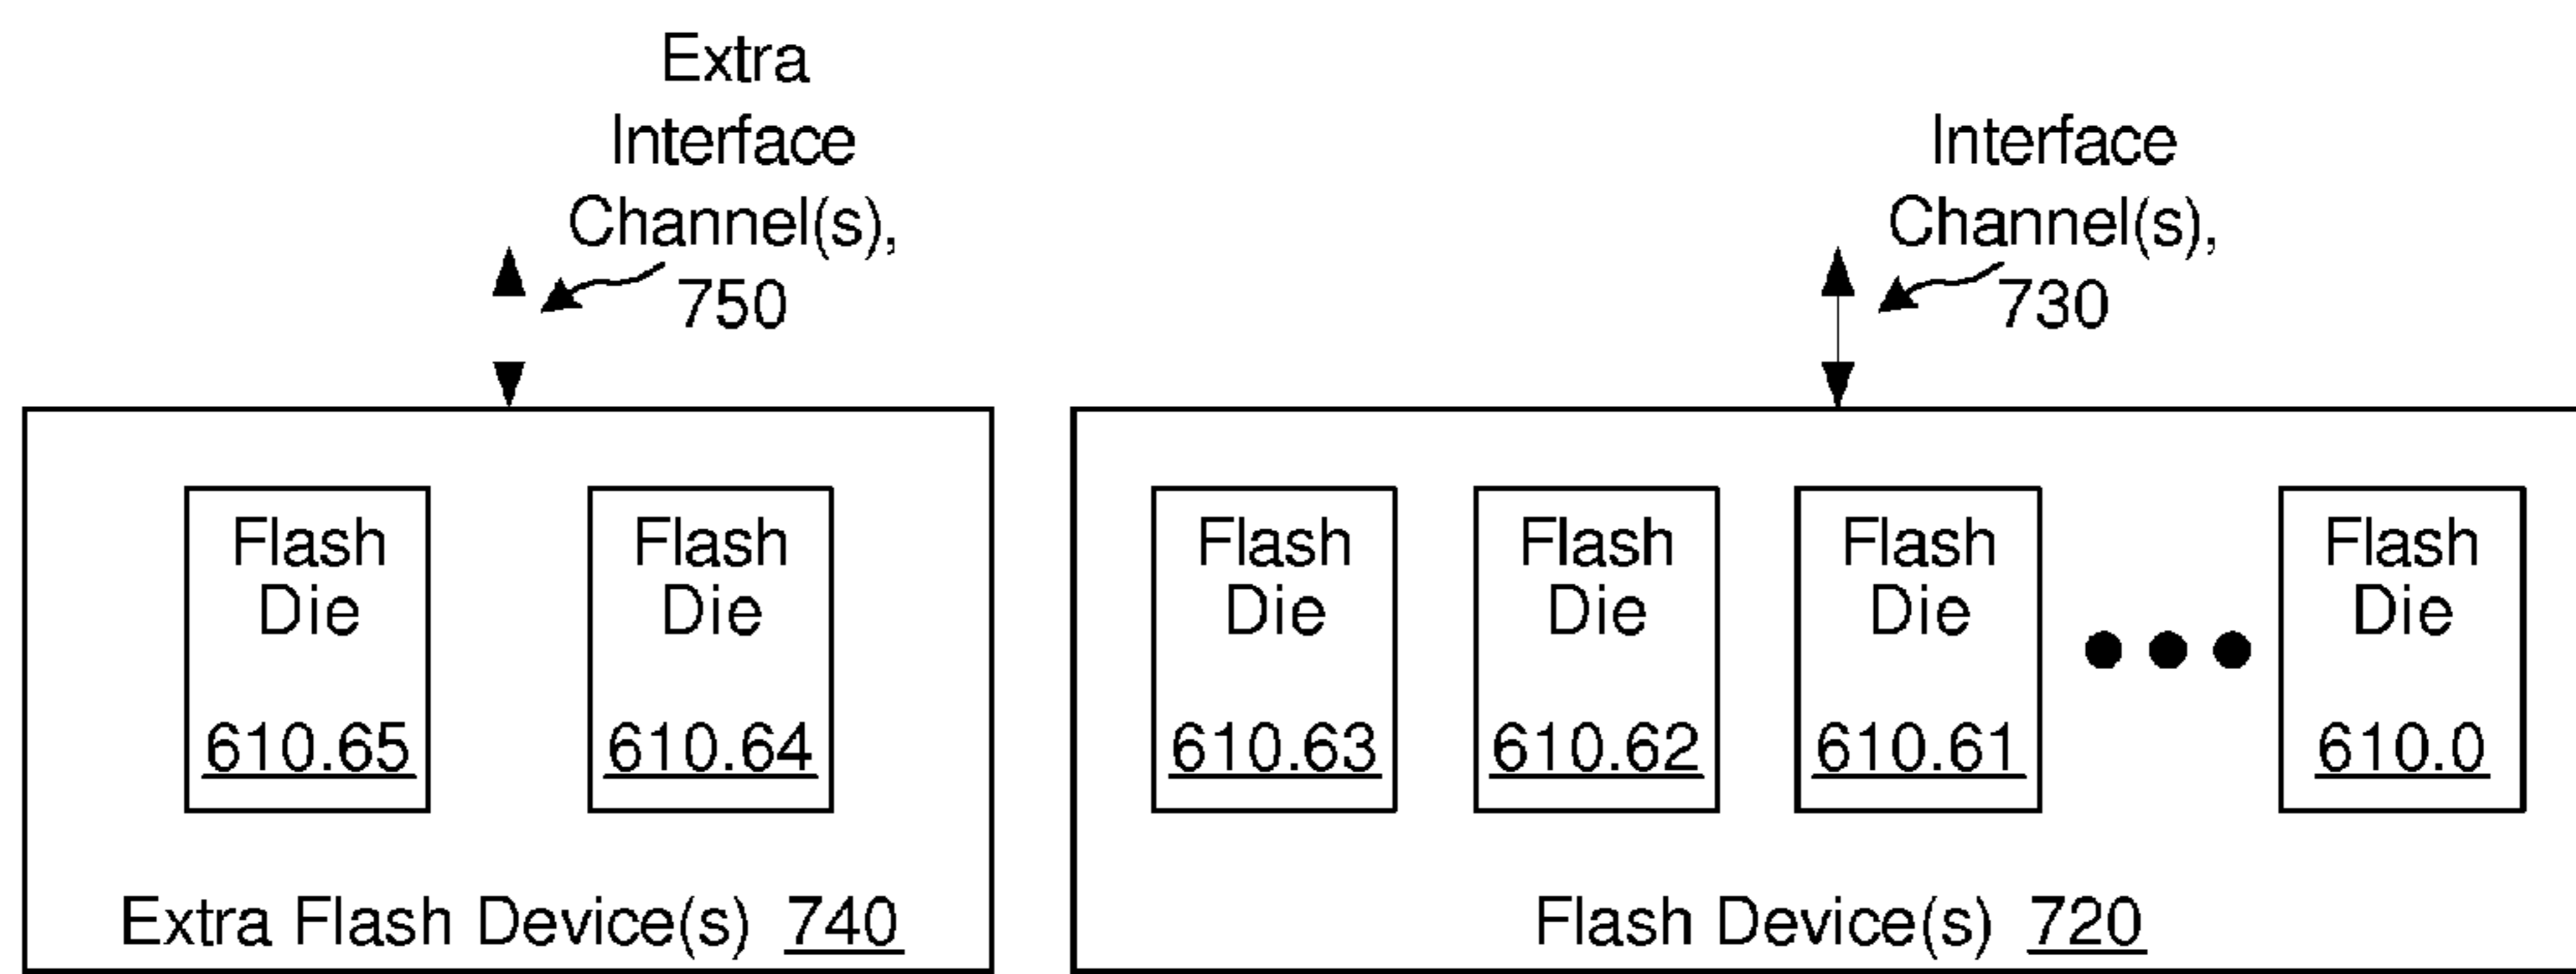 Extra
Interface
Channel(s),
750
Interface
Channel(s),
730
Flash
Die
610.65
Flash
Die
610.64
Extra Flash Device(s) 740
Flash
Die
610.63
Flash
Die
610.62
Flash
Die
610.61
Flash
Die
610.0
Flash Device(s) 720